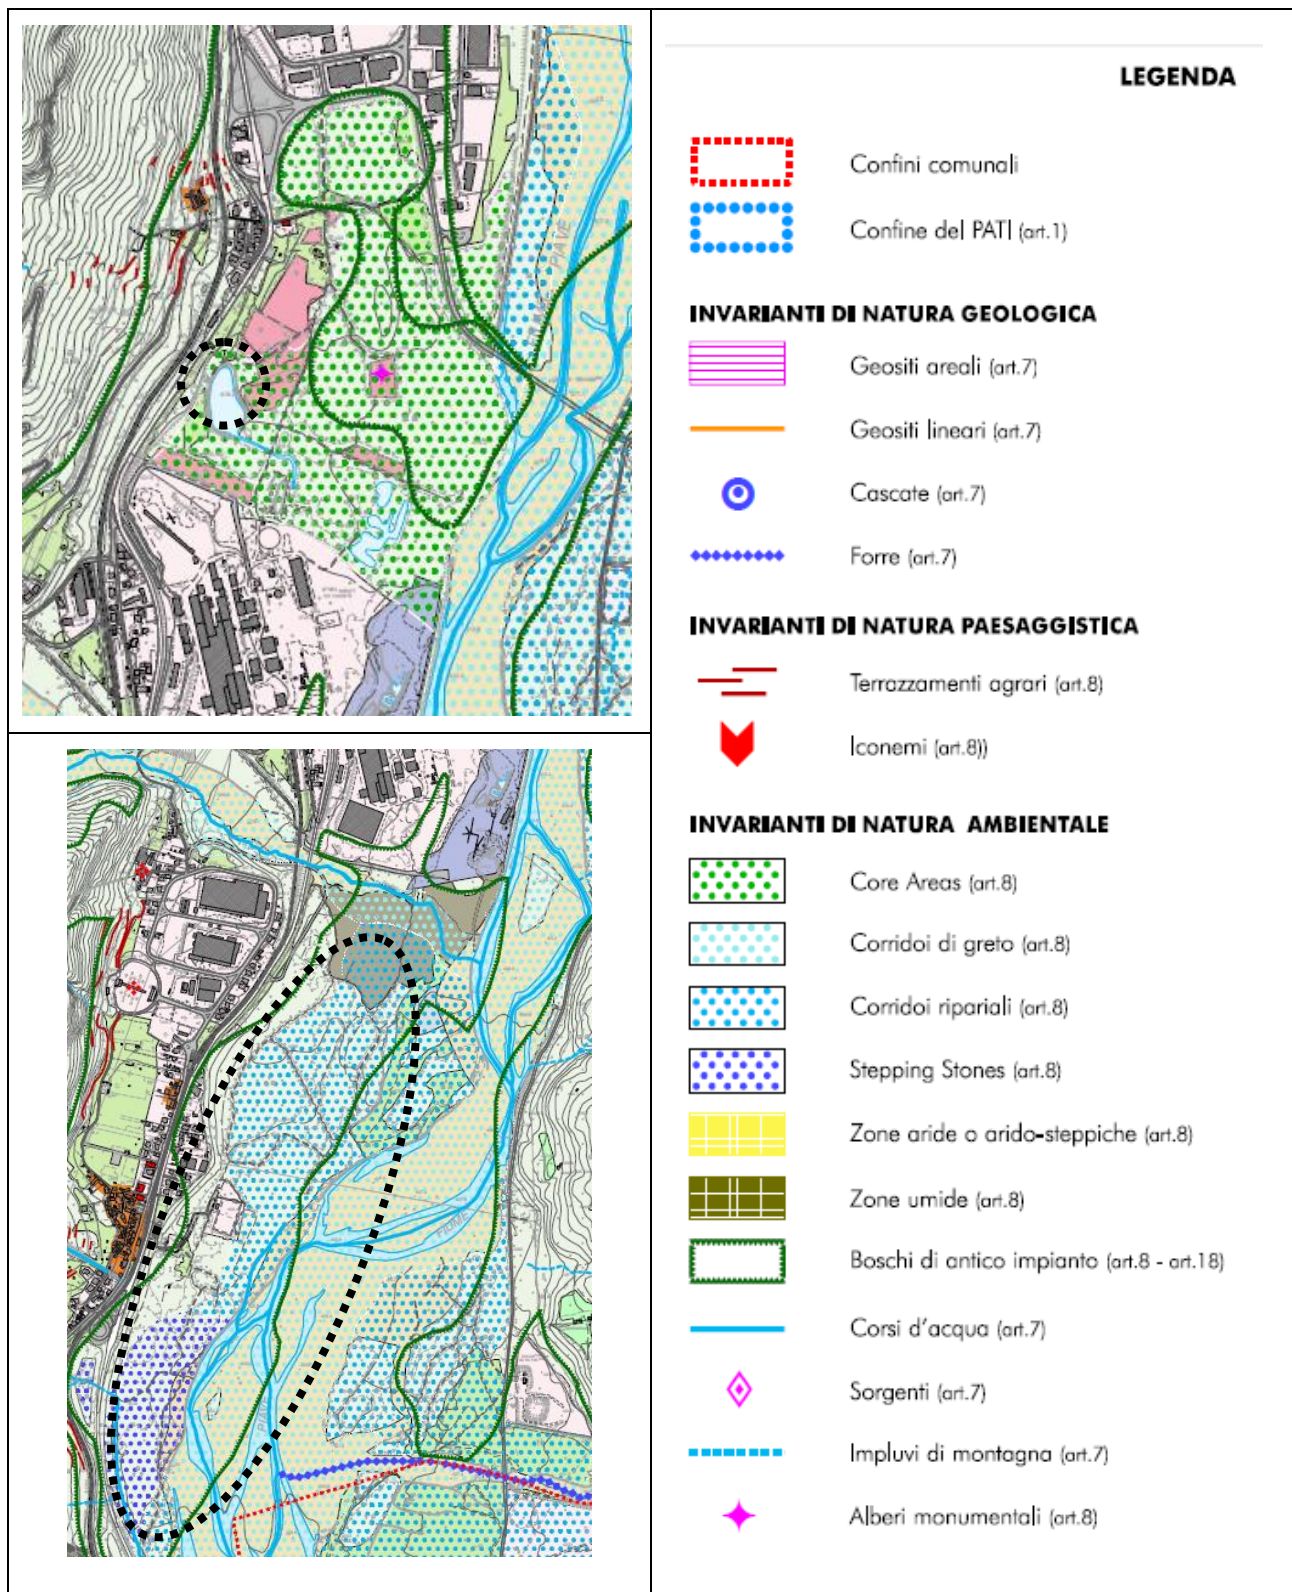 PIAVE
FIUME
PIAVE
LEGENDA
Confini comunali
Confine del PATI (art.1)
INVARIANTI DI NATURA GEOLOGICA
Geositi areali (art.7)
Geositi lineari (art.7)
Cascate (art.7)
Forre (art.7)
INVARIANTI DI NATURA PAESAGGISTICA
Terrazzamenti agrari (art.8)
Iconemi (art.8))
INVARIANTI DI NATURA AMBIENTALE
Core Areas (art.8)
Corridoi di greto (art.8)
Corridoi ripariali (art.8)
Stepping Stones (art.8)
Zone aride o arido-steppiche (art.8)
Zone umide (art.8)
Boschi di antico impianto (art.8 - art.18)
Corsi d'acqua (art.7)
Sorgenti (art.7)
Impluvi di montagna (art.7)
Alberi monumentali (art.8)